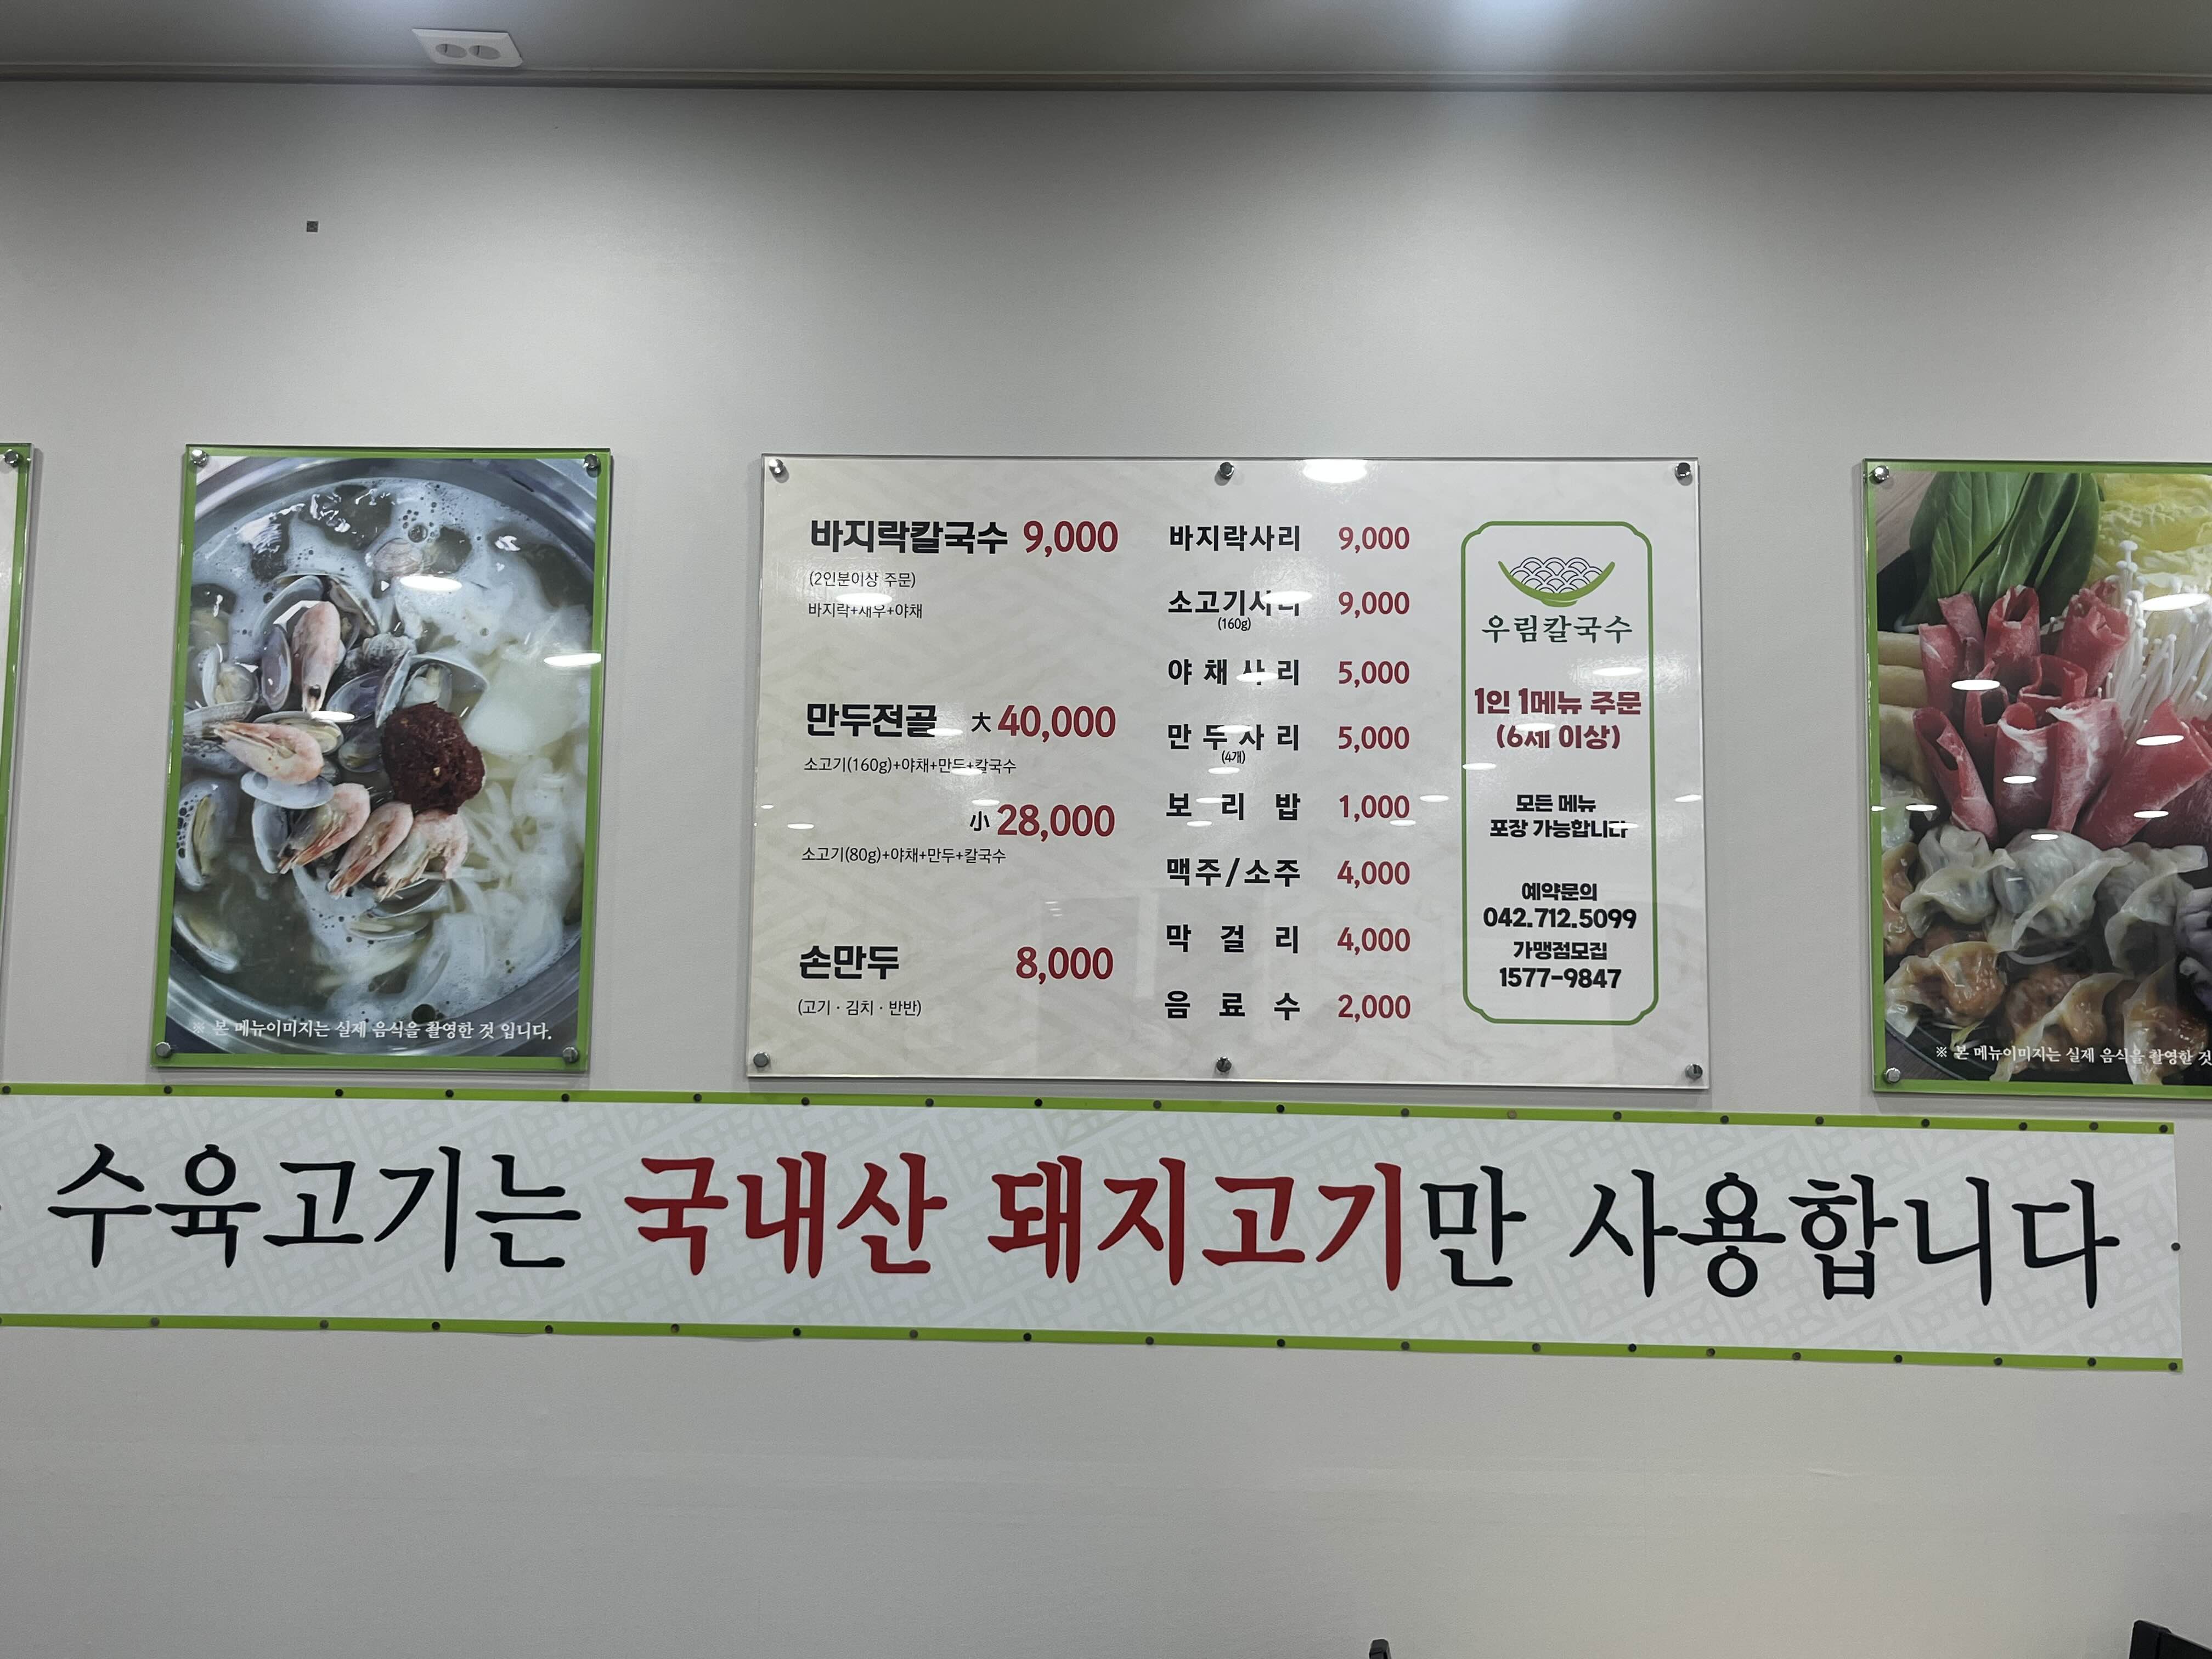 ※ 본 메뉴이미지는 실제 음식을 촬영한 것 입니다.
바지락칼국수 9,000
(2인분이상 주문)
바지락+새우+야채
만두전골 大 40,000
소고기(160g)+야채+만두+칼국수
小 28,000
소고기(80g)+야채+만두+칼국수
손만두 8,000
(고기 · 김치 · 반반)
바지락사리 9,000
소고기사리 9,000
(160g)
야채사리 5,000
만두사리 5,000
(4개)
보리밥 1,000
맥주/소주 4,000
막걸리 4,000
음료수 2,000
우림칼국수
1인 1메뉴 주문
(6세 이상)
모든 메뉴
포장 가능합니다
예약문의
042.712.5099
가맹점모집
1577-9847
※ 본 메뉴이미지는 실제 음식을 촬영한 것
수육고기는 국내산 돼지고기만 사용합니다